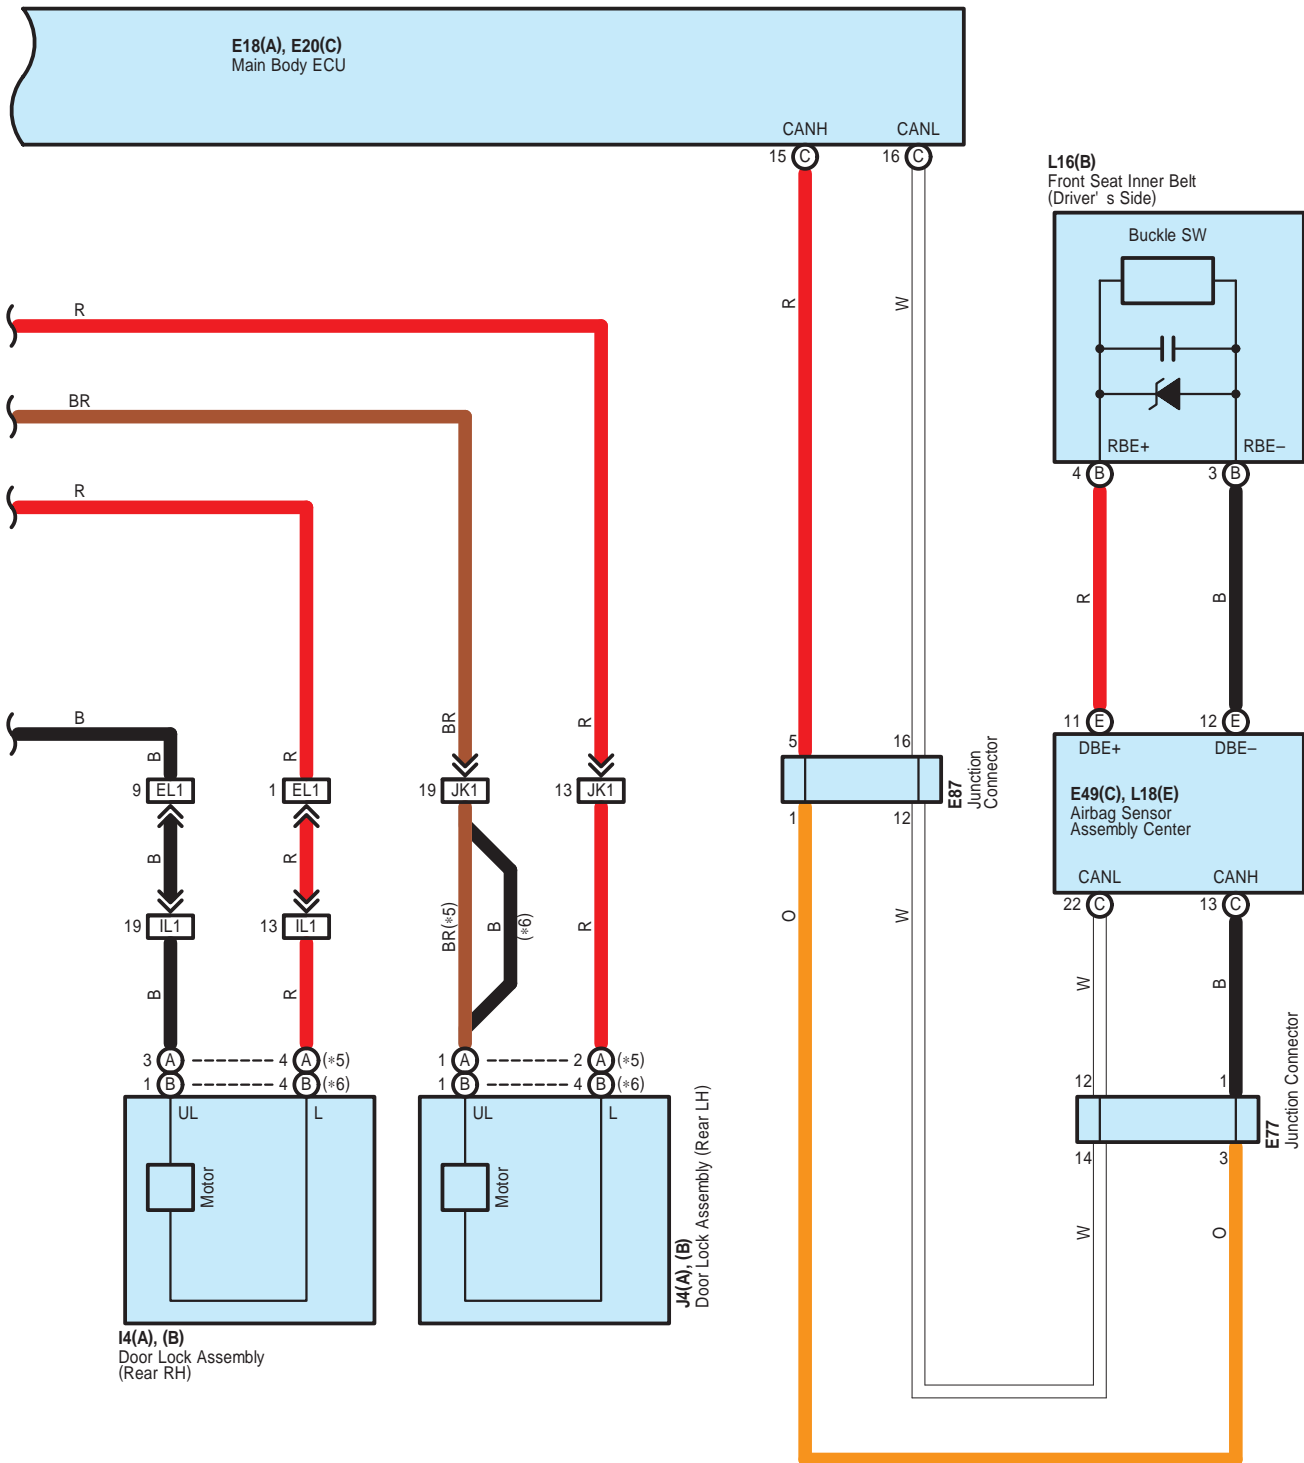 E18(A), E20(C)
Main Body ECU
CANH
CANL
15 C
16 C
L16(B)
Front Seat Inner Belt
(Driver' s Side)
Buckle SW
RBE+
RBE–
4 B
3 B
R
W
R
BR
R
B
R
B
11 E
12 E
DBE+
DBE–
E49(C), L18(E)
Airbag Sensor
Assembly Center
CANL
CANH
22 C
13 C
B
R
BR
R
9 EL1
1 EL1
19 JK1
13 JK1
5
16
1
12
E87
Junction
Connector
B
R
19 IL1
13 IL1
BR(*5)
B
(*6)
R
O
W
W
B
B
R
3 A
4 A (*5)
1 B
4 B (*6)
1 A
2 A (*5)
1 B
4 B (*6)
UL
L
UL
L
Motor
Motor
12
1
14
3
E77
Junction Connector
W
O
J4(A), (B)
Door Lock Assembly (Rear LH)
I4(A), (B)
Door Lock Assembly
(Rear RH)